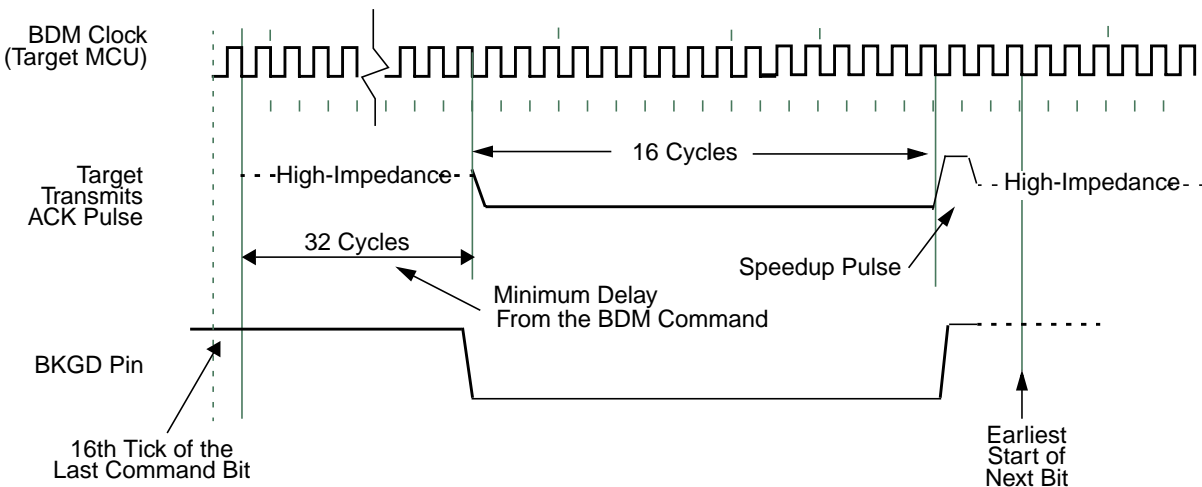 BDM Clock
(Target MCU)
16 Cycles
Target
Transmits
ACK Pulse
High-Impedance
High-Impedance
32 Cycles
Speedup Pulse
Minimum Delay
From the BDM Command
BKGD Pin
16th Tick of the
Last Command Bit
Earliest
Start of
Next Bit